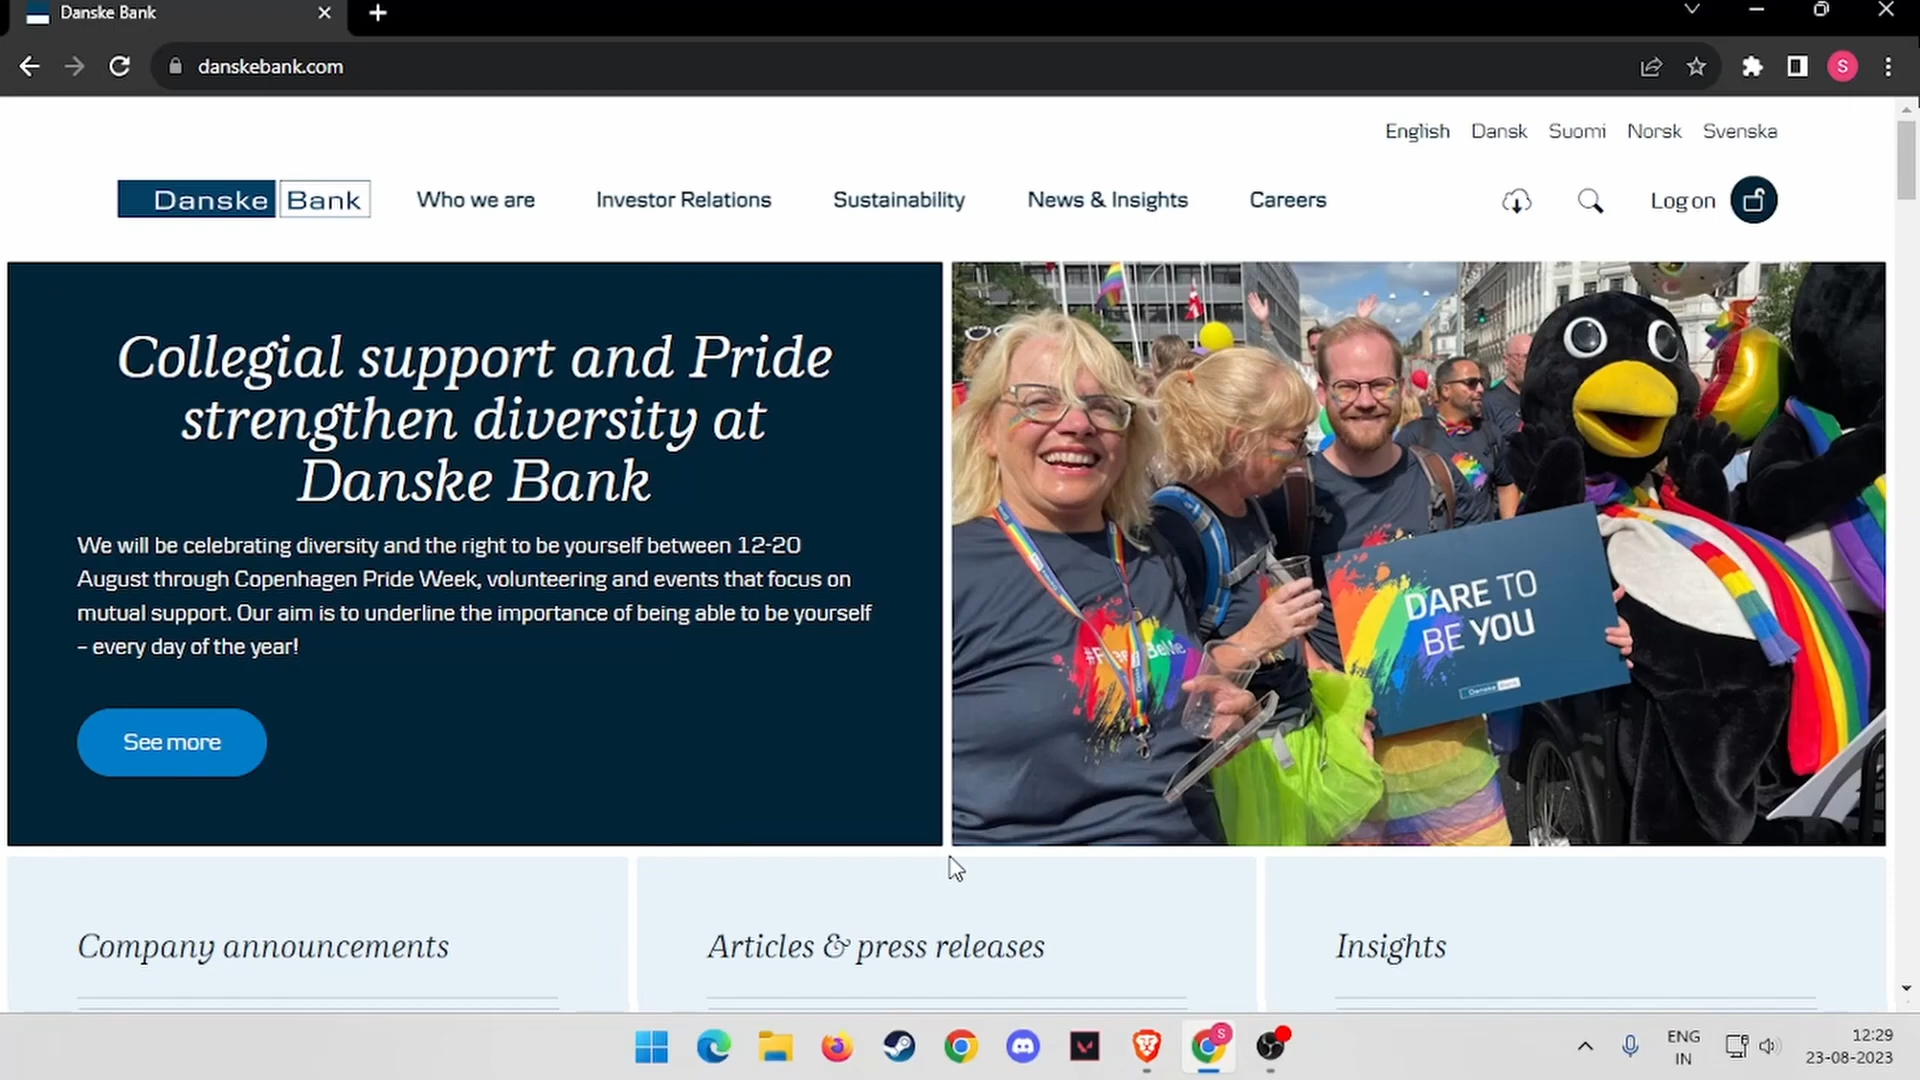 Danske Bank
danskebank.com
S
English Dansk Suomi Norsk Svenska
Danske Bank
Who we are
Investor Relations
Sustainability
News & Insights
Careers
Log on
Collegial support and Pride
strengthen diversity at
Danske Bank
We will be celebrating diversity and the right to be yourself between 12-20
August through Copenhagen Pride Week, volunteering and events that focus on
mutual support. Our aim is to underline the importance of being able to be yourself
– every day of the year!
See more
DARE TO
BE YOU
Danske Bank
Company announcements
Articles & press releases
Insights
S
ENG
IN
12:29
23-08-2023